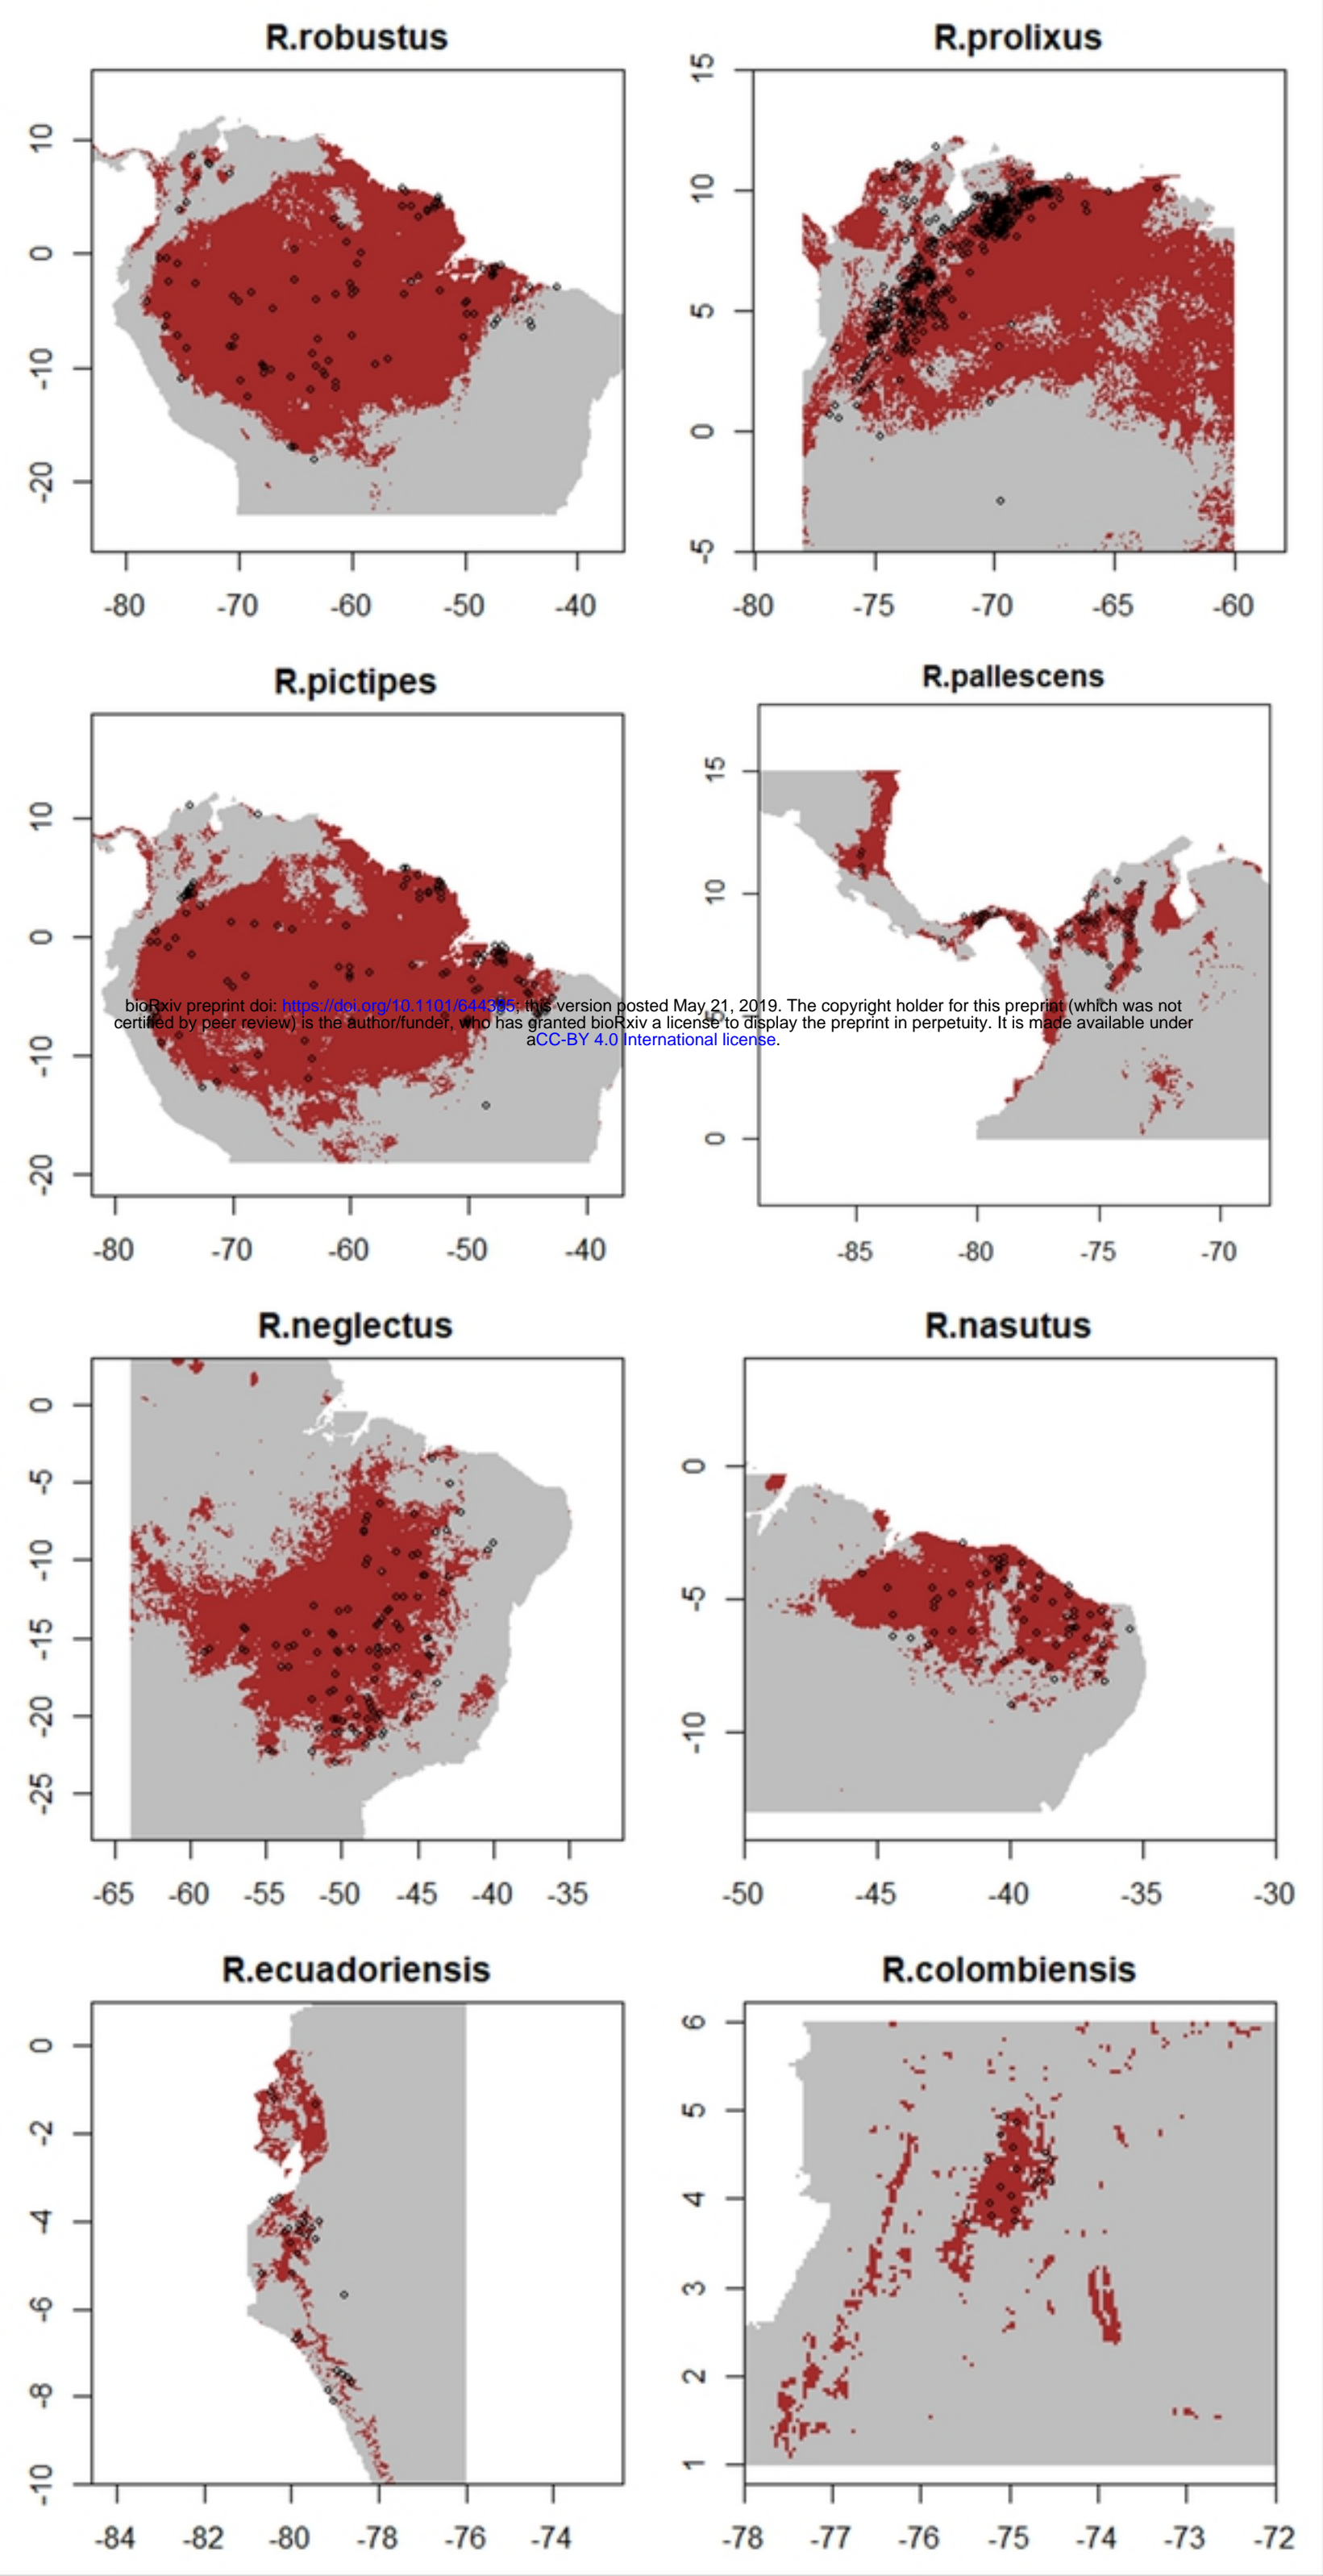 R.robustus
10
0
-10
-20
-80 -70 -60 -50 -40
R.prolixus
15
10
5
0
-5
-80 -75 -70 -65 -60
R.pictipes
10
0
-10
-20
-80 -70 -60 -50 -40
R.pallescens
15
10
5
0
-85 -80 -75 -70
bioRxiv preprint doi: this version posted May 21, 2019. The copyright holder for this preprint (which was not
certified by peer review) is the author/funder, who has granted bioRxiv a license to display the preprint in perpetuity. It is made available under
aCC-BY 4.0 International license.
R.neglectus
0
-5
-10
-15
-20
-25
-65 -60 -55 -50 -45 -40 -35
R.nasutus
0
-5
-10
-50 -45 -40 -35 -30
R.ecuadoriensis
0
-2
-4
-6
-8
-10
-84 -82 -80 -78 -76 -74
R.colombiensis
6
5
4
3
2
1
-78 -77 -76 -75 -74 -73 -72